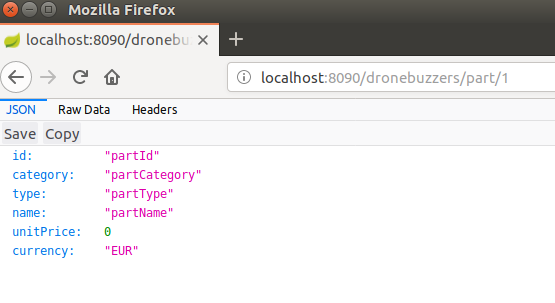 Mozilla Firefox
localhost:8090/dronebuz
localhost:8090/dronebuzzers/part/1
JSON Raw Data Headers
Save Copy
id: "partId"
category: "partCategory"
type: "partType"
name: "partName"
unitPrice: 0
currency: "EUR"